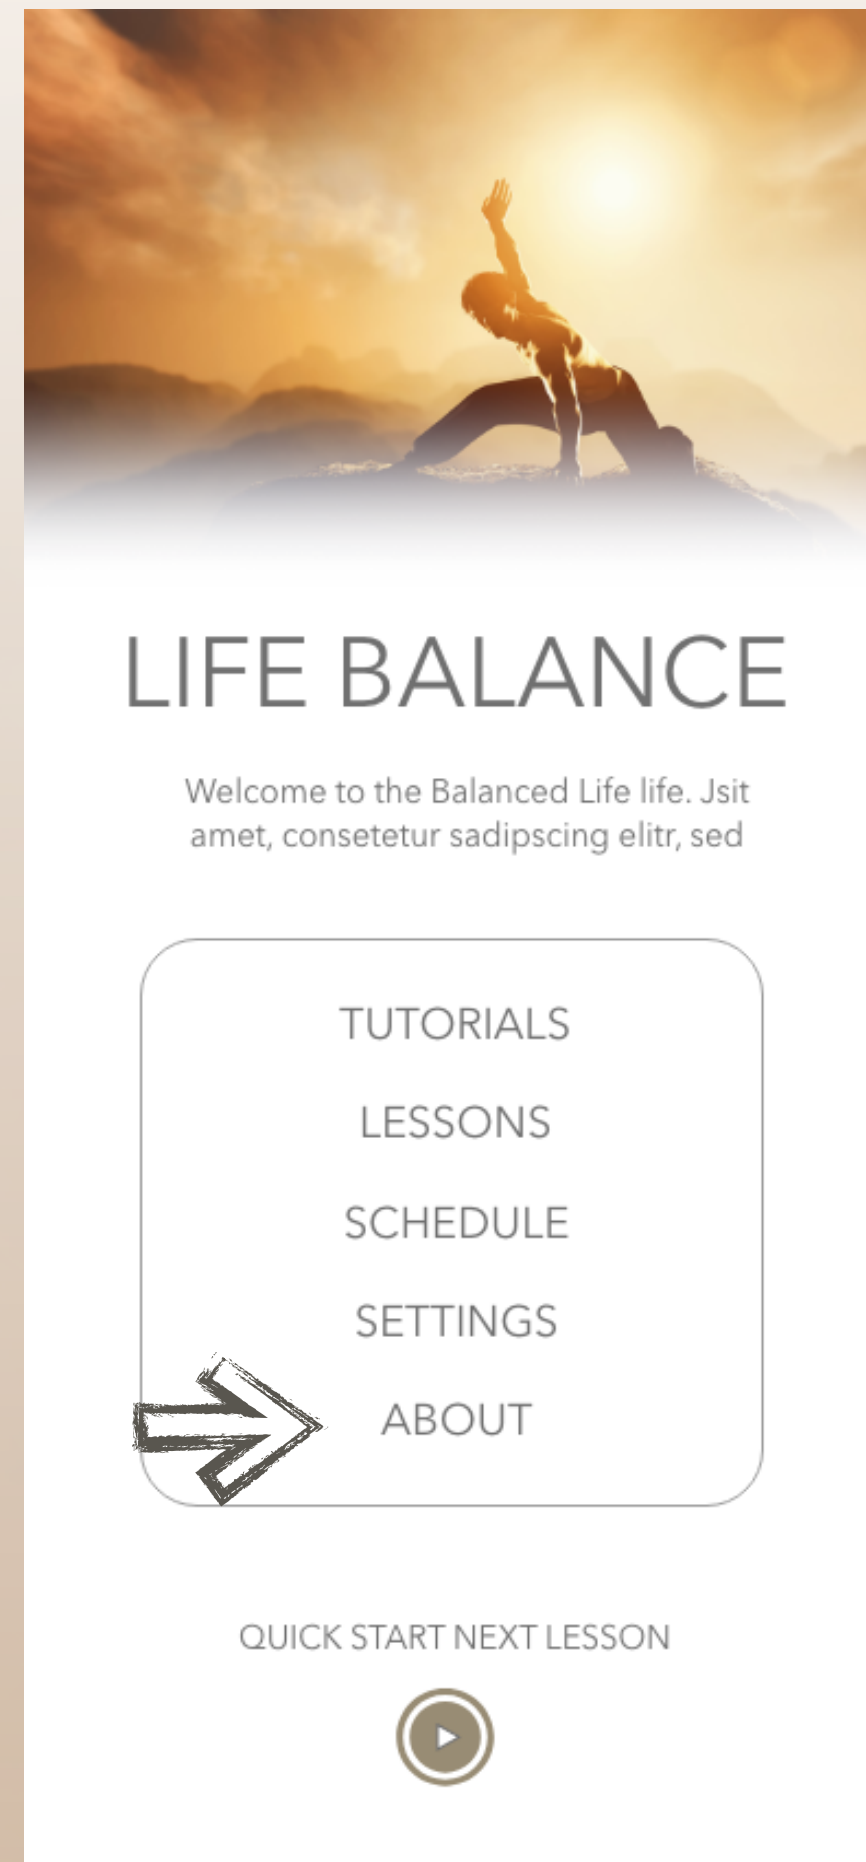 LIFE BALANCE
Welcome to the Balanced Life life. Jsit
amet, consetetur sadipscing elitr, sed
TUTORIALS
LESSONS
SCHEDULE
SETTINGS
ABOUT
QUICK START NEXT LESSON